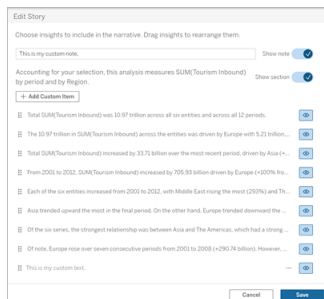 Edit Story
Choose insights to include in the narrative. Drag insights to rearrange them.
This is my custom note.
Show note
Accounting for your selection, this analysis measures SUM(Tourism Inbound)
by period and by Region.
Show section
+ Add Custom Item
Total SUM(Tourism Inbound) was 10.97 trillion across all six entities and across all 12 periods.
The 10.97 trillion in SUM(Tourism Inbound) across the entities was driven by Europe with 5.21 trillion...
Total SUM(Tourism Inbound) increased by 33.71 billion over the most recent period, driven by Asia (+...
From 2001 to 2012, SUM(Tourism Inbound) increased by 705.93 billion driven by Europe (+100% fro...
Each of the six entities increased from 2001 to 2012, with Middle East rising the most (293%) and Th...
Asia trended upward the most in the final period. On the other hand, Europe trended downward the ...
Of the six series, the strongest relationship was between Asia and The Americas, which had a strong ...
Of note, Europe rose over seven consecutive periods from 2001 to 2008 (+290.74 billion). However, ...
This is my custom text.
Cancel
Save